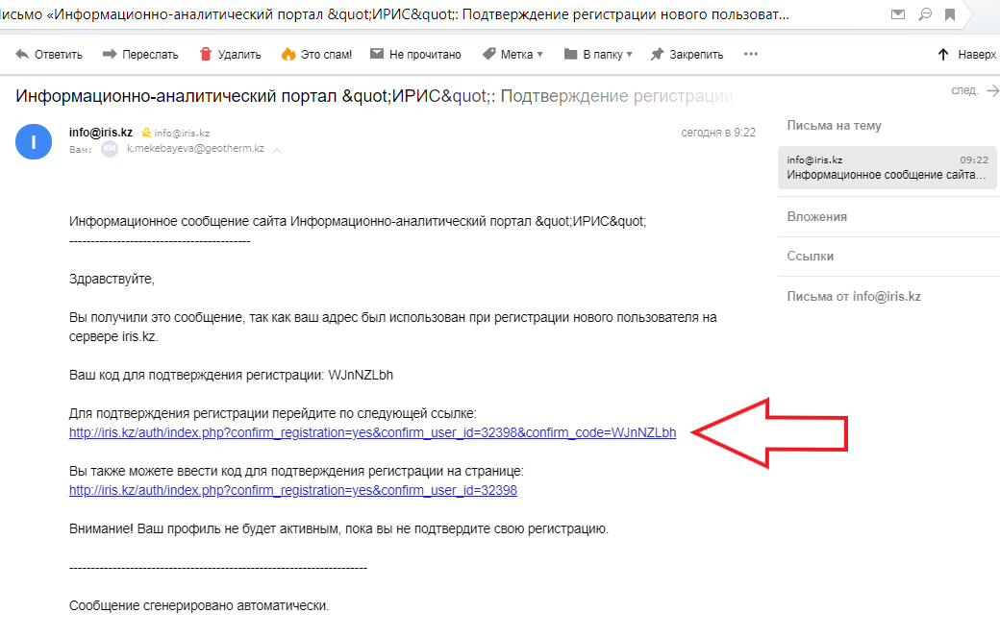 Письмо «Информационно-аналитический портал &quot;ИРИС&quot;: Подтверждение регистрации нового пользоват...
Ответить Переслать Удалить Это спам! Не прочитано Метка В папку Закрепить ... Наверх
Информационно-аналитический портал &quot;ИРИС&quot;: Подтверждение регистрации
след.
I
info@iris.kz info@iris.kz
сегодня в 9:22
Вам: k.mekebayeva@geotherm.kz
Письма на тему
info@iris.kz 09:22
Информационное сообщение сайта...
Вложения
Ссылки
Письма от info@iris.kz
Информационное сообщение сайта Информационно-аналитический портал &quot;ИРИС&quot;
------------------------------------------
Здравствуйте,
Вы получили это сообщение, так как ваш адрес был использован при регистрации нового пользователя на
сервере iris.kz.
Ваш код для подтверждения регистрации: WJnNZLbh
Для подтверждения регистрации перейдите по следующей ссылке:
http://iris.kz/auth/index.php?confirm_registration=yes&confirm_user_id=32398&confirm_code=WJnNZLbh
Вы также можете ввести код для подтверждения регистрации на странице:
http://iris.kz/auth/index.php?confirm_registration=yes&confirm_user_id=32398
Внимание! Ваш профиль не будет активным, пока вы не подтвердите свою регистрацию.
---------------------------------------------------------------------
Сообщение сгенерировано автоматически.